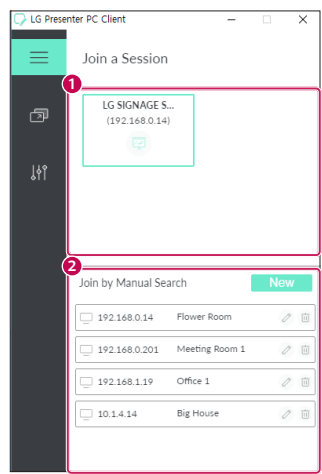 LG Presenter PC Client
Join a Session
1
LG SIGNAGE S...
(192.168.0.14)
2
Join by Manual Search
New
192.168.0.14 Flower Room
192.168.0.201 Meeting Room 1
192.168.1.19 Office 1
10.1.4.14 Big House